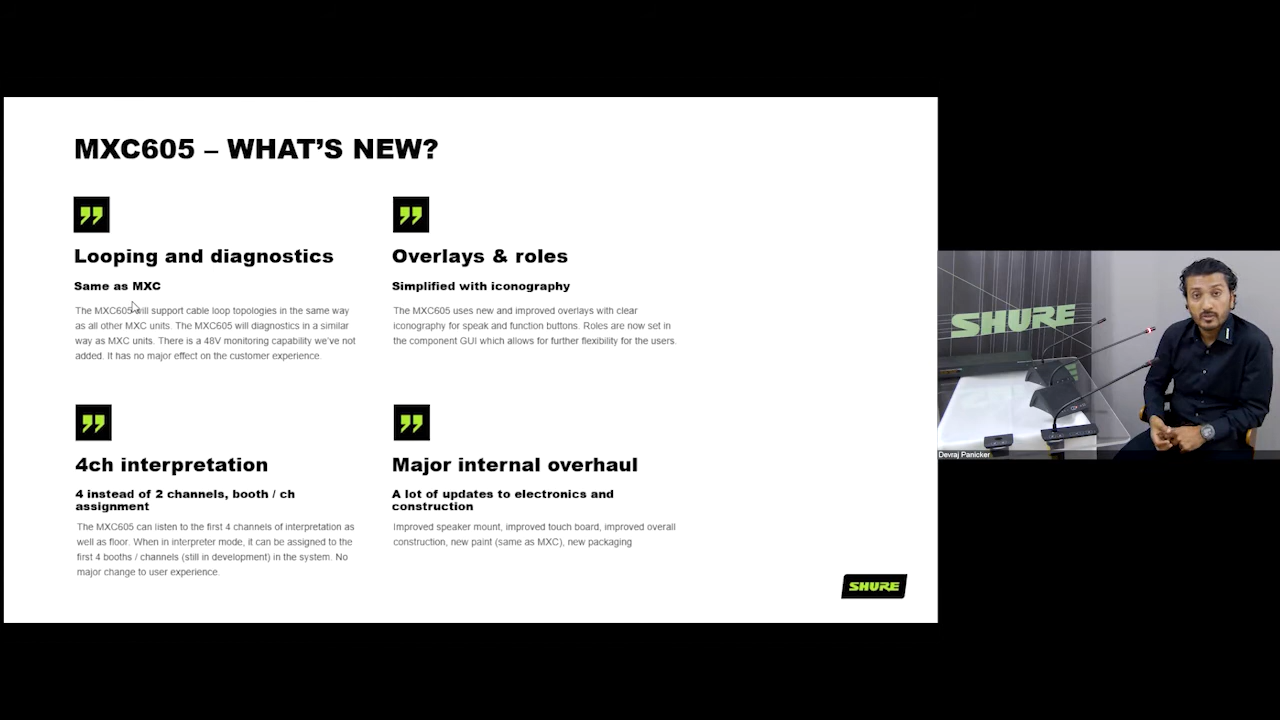 MXC605 – WHAT'S NEW?
Looping and diagnostics
Same as MXC
The MXC605 will support cable loop topologies in the same way
as all other MXC units. The MXC605 will diagnostics in a similar
way as MXC units. There is a 48V monitoring capability we've not
added. It has no major effect on the customer experience.
Overlays & roles
Simplified with iconography
The MXC605 uses new and improved overlays with clear
iconography for speak and function buttons. Roles are now set in
the component GUI which allows for further flexibility for the users.
4ch interpretation
4 instead of 2 channels, booth / ch
assignment
The MXC605 can listen to the first 4 channels of interpretation as
well as floor. When in interpreter mode, it can be assigned to the
first 4 booths / channels (still in development) in the system. No
major change to user experience.
Major internal overhaul
A lot of updates to electronics and
construction
Improved speaker mount, improved touch board, improved overall
construction, new paint (same as MXC), new packaging
SHURE
SHURE
Devraj Panicker